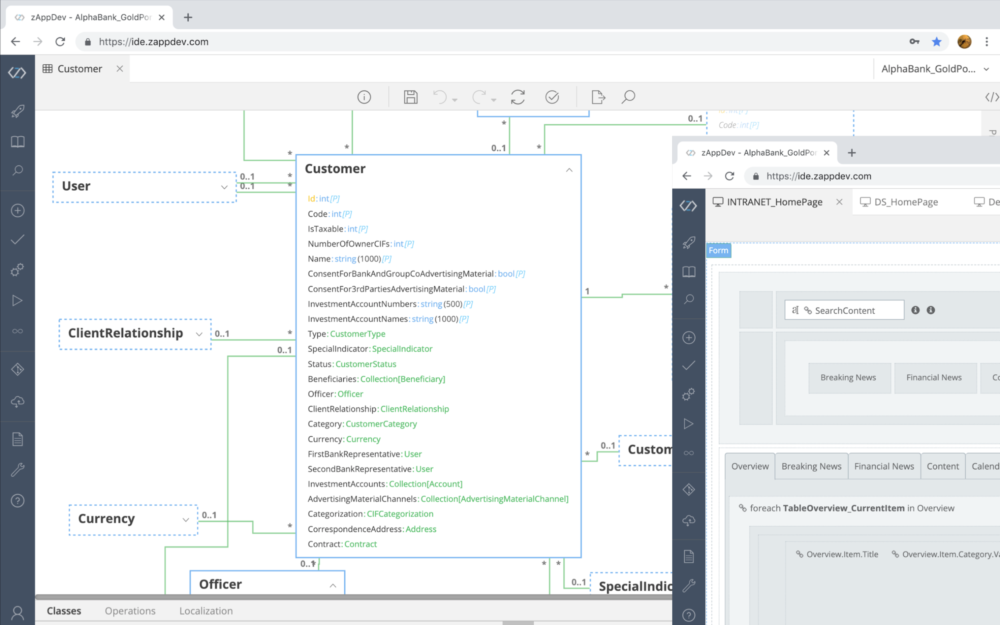 zAppDev - AlphaBank_GoldPor
https://ide.zappdev.com
Customer
AlphaBank_GoldPo...
Id:int[P]
0..1
Code:int[P]
*
0..1
*
*
*
User
0..1
*
0..1
*
Customer
Id:int[P]
Code:int[P]
IsTaxable:int[P]
NumberOfOwnerCIFs:int[P]
Name:string(1000)[P]
ConsentForBankAndGroupCoAdvertisingMaterial:bool[P]
ConsentFor3rdPartiesAdvertisingMaterial:bool[P]
InvestmentAccountNumbers:string(500)[P]
InvestmentAccountNames:string(1000)[P]
Type:CustomerType
SpecialIndicator:SpecialIndicator
Status:CustomerStatus
Beneficiaries:Collection[Beneficiary]
Officer:Officer
ClientRelationship:ClientRelationship
Category:CustomerCategory
Currency:Currency
FirstBankRepresentative:User
SecondBankRepresentative:User
InvestmentAccounts:Collection[Account]
AdvertisingMaterialChannels:Collection[AdvertisingMaterialChannel]
Categorization:CIFCategorization
CorrespondenceAddress:Address
Contract:Contract
1
*
ClientRelationship
0..1
*
0..1
*
0..1
Custom
Currency
0..1
*
0..1
*
*
*
Officer
0..1
SpecialIndic
Classes
Operations
Localization
zAppDev - AlphaBank_GoldPor
https://ide.zappdev.com
INTRANET_HomePage
DS_HomePage
De
Form
SearchContent
Breaking News
Financial News
Co
Overview
Breaking News
Financial News
Content
Calend
foreach TableOverview_CurrentItem in Overview
Overview.Item.Title
Overview.Item.Category.Va